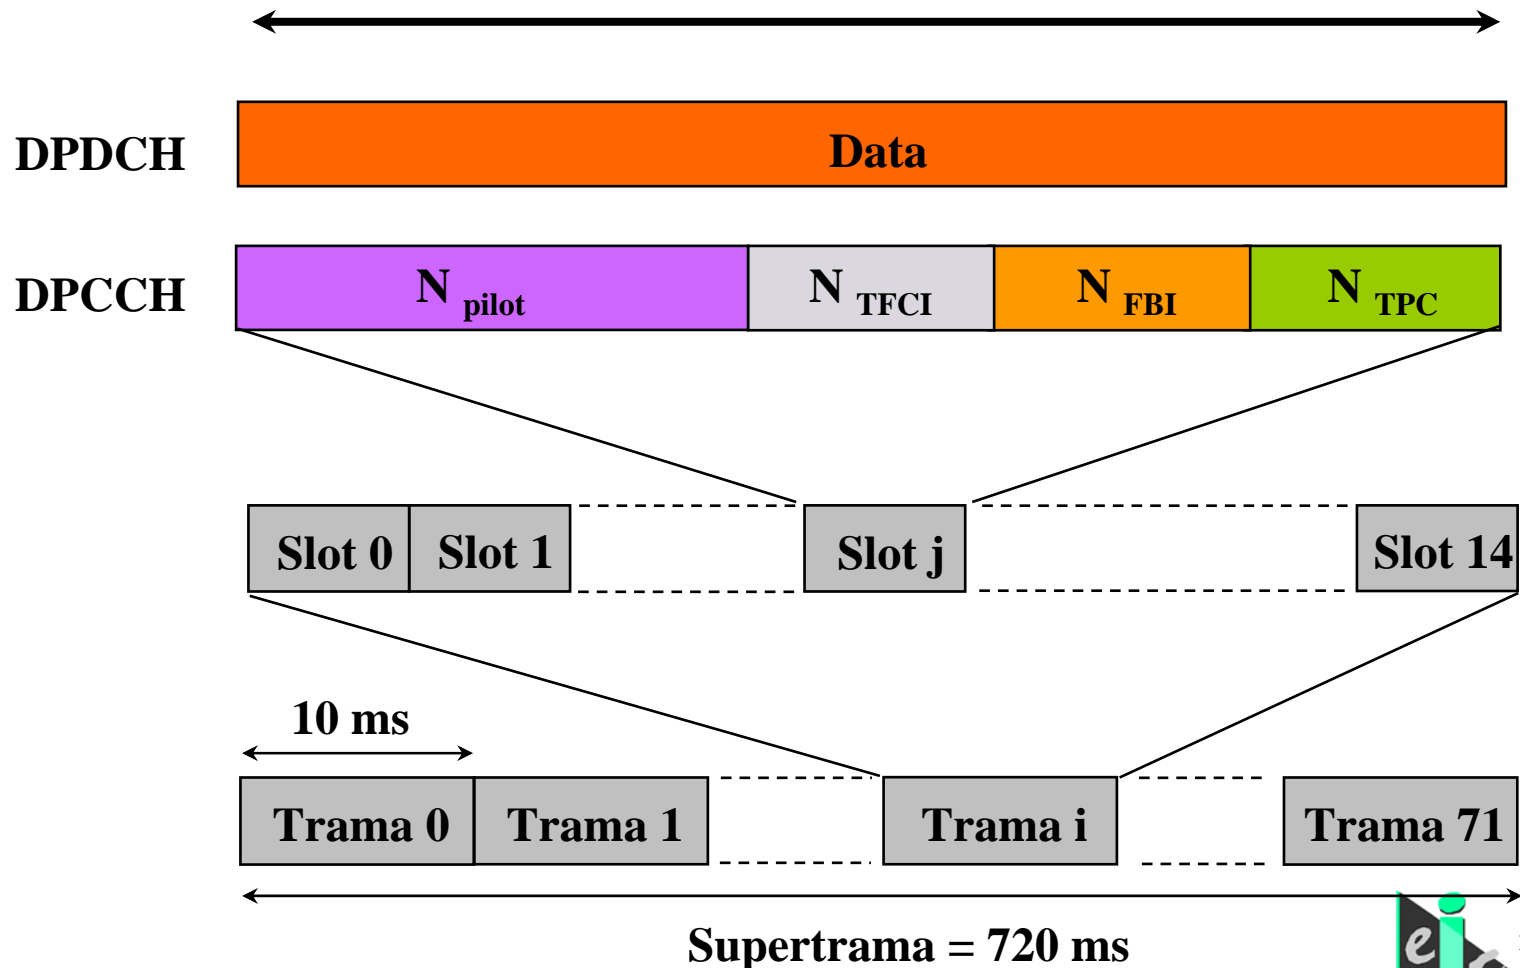 DPDCH Data
DPCCH N pilot N TFCI N FBI N TPC
Slot 0 Slot 1 Slot j Slot 14
10 ms
Trama 0 Trama 1 Trama i Trama 71
Supertrama = 720 ms